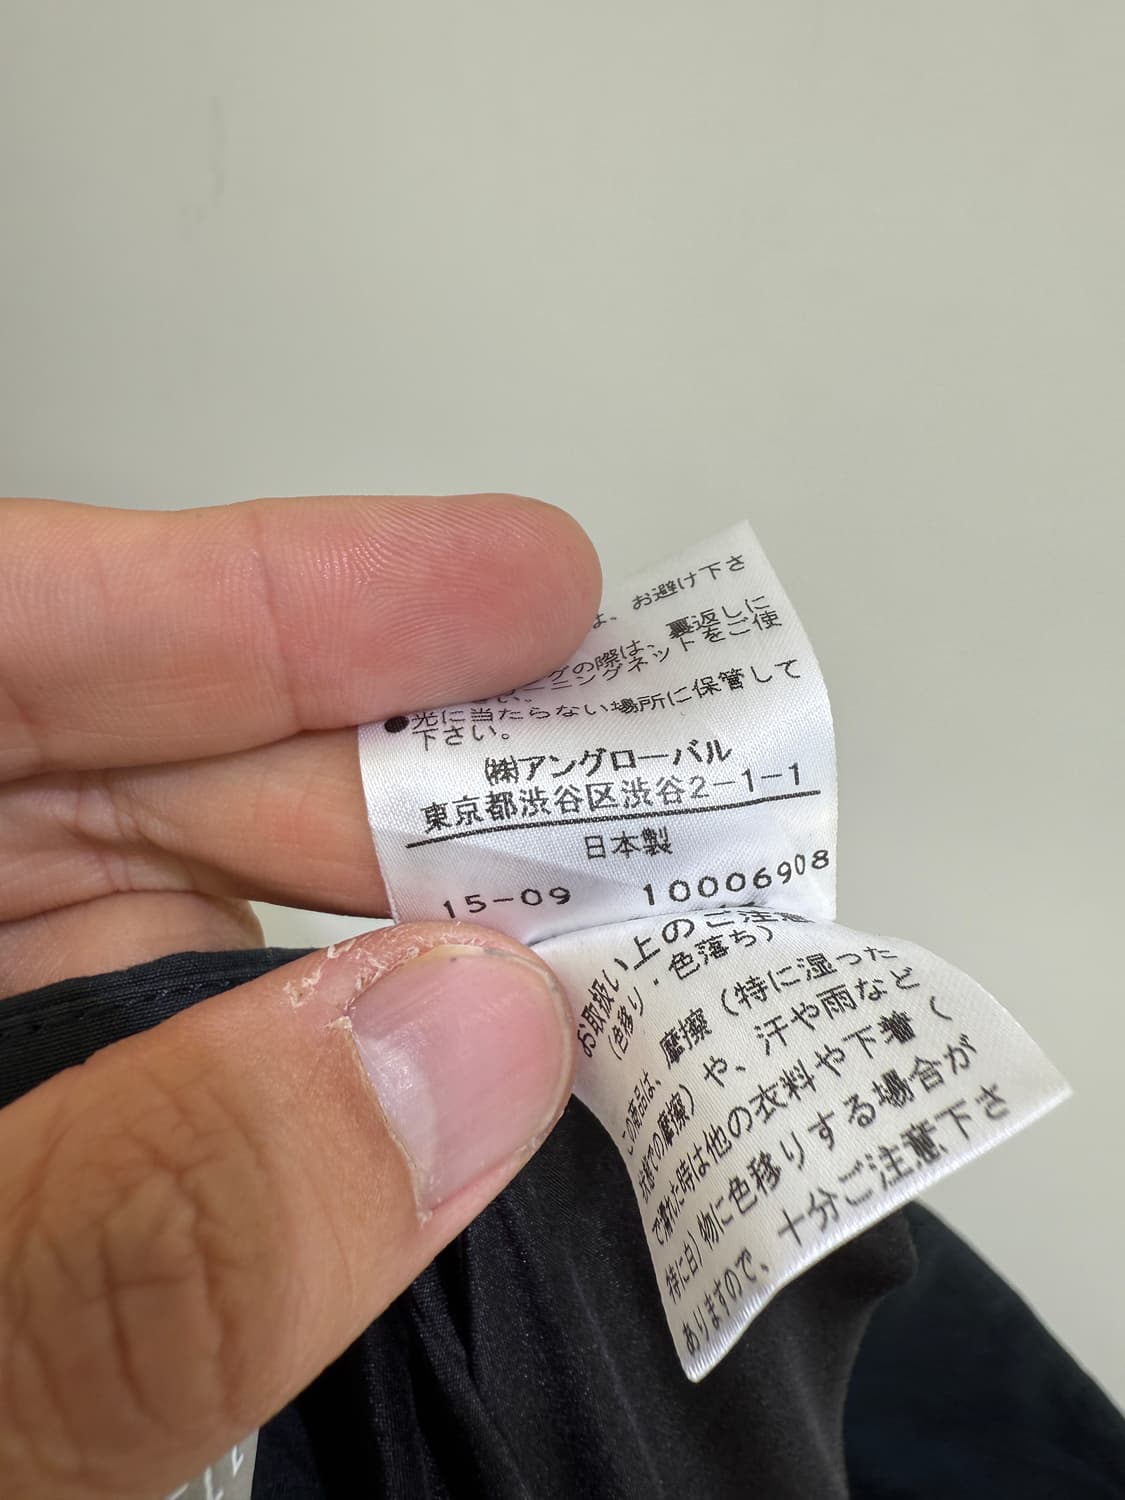 は、お避け下さ
グの際は、裏返しに
ーニングネットをご使
さい。
●光に当たらない場所に保管して
下さい。
㈱アングローバル
東京都渋谷区渋谷2-1-1
日本製
15-09 10006908
お取扱い上のご注意
(色移り・色落ち)
この商品は、摩擦(特に湿った
状態での摩擦)や、汗や雨など
で濡れた時は他の衣料や下着(
特に白)物に色移りする場合が
ありますので、十分ご注意下さ